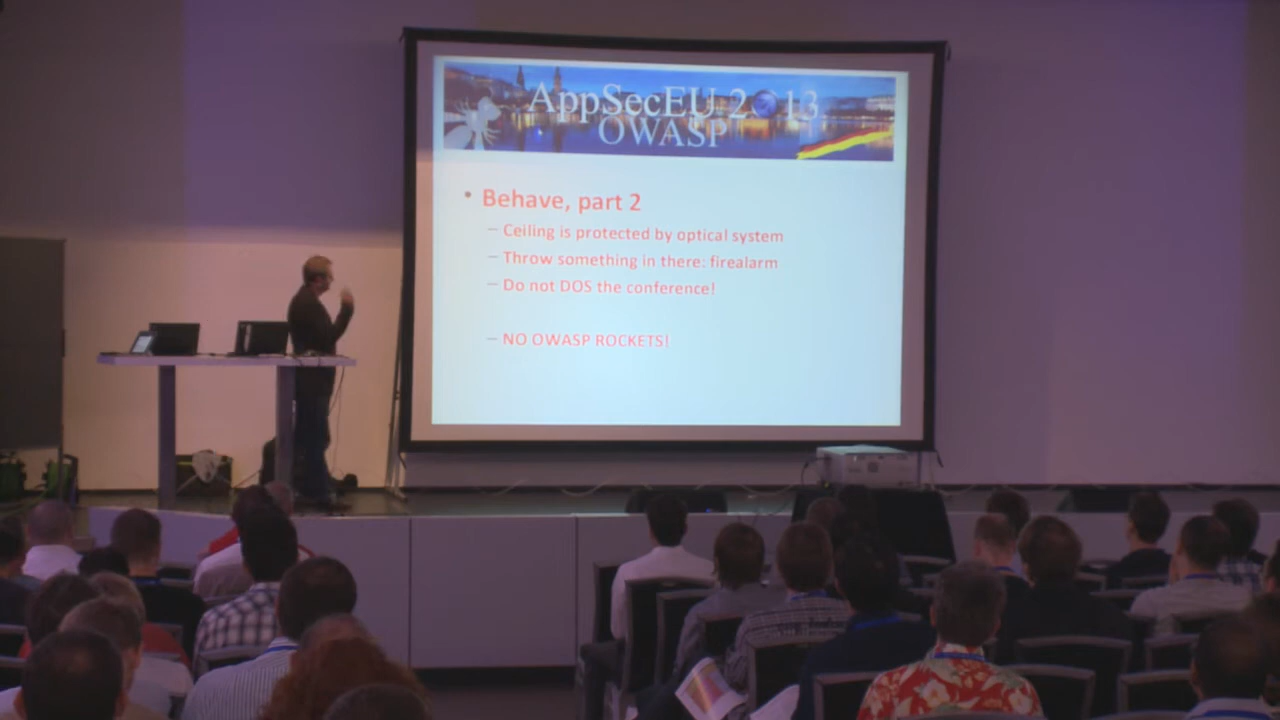 AppSecEU 2013
OWASP
• Behave, part 2
– Ceiling is protected by optical system
– Throw something in there: firealarm
– Do not DOS the conference!
– NO OWASP ROCKETS!